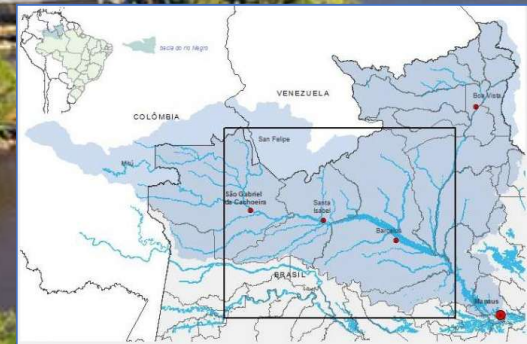 Bacia do rio Negro
VENEZUELA
Boa Vista
COLÔMBIA
San Felipe
Mitú
São Gabriel
da Cachoeira
Santa
Isabel
Barcelos
BRASIL
Manaus